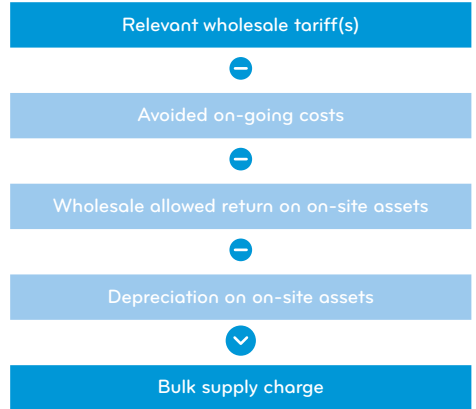 Relevant wholesale tariff(s)
Avoided on-going costs
Wholesale allowed return on on-site assets
Depreciation on on-site assets
Bulk supply charge